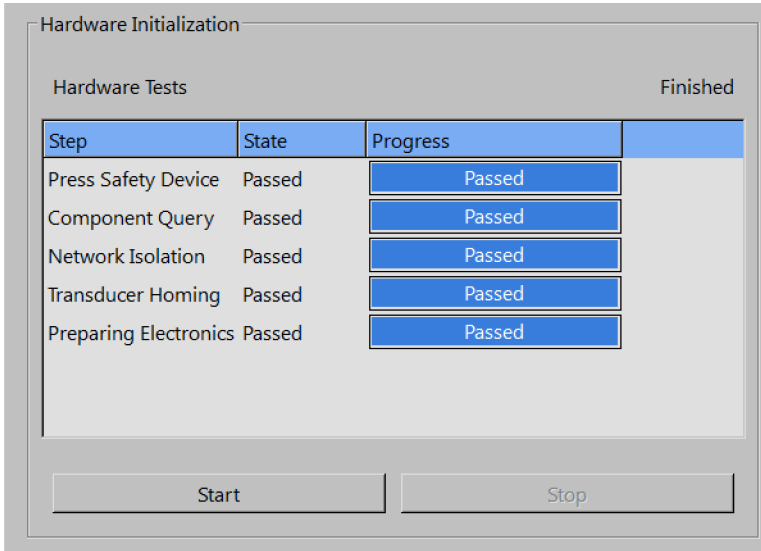 Hardware Initialization
Hardware Tests Finished
Step State Progress
Press Safety Device Passed Passed
Component Query Passed Passed
Network Isolation Passed Passed
Transducer Homing Passed Passed
Preparing Electronics Passed Passed
Start Stop